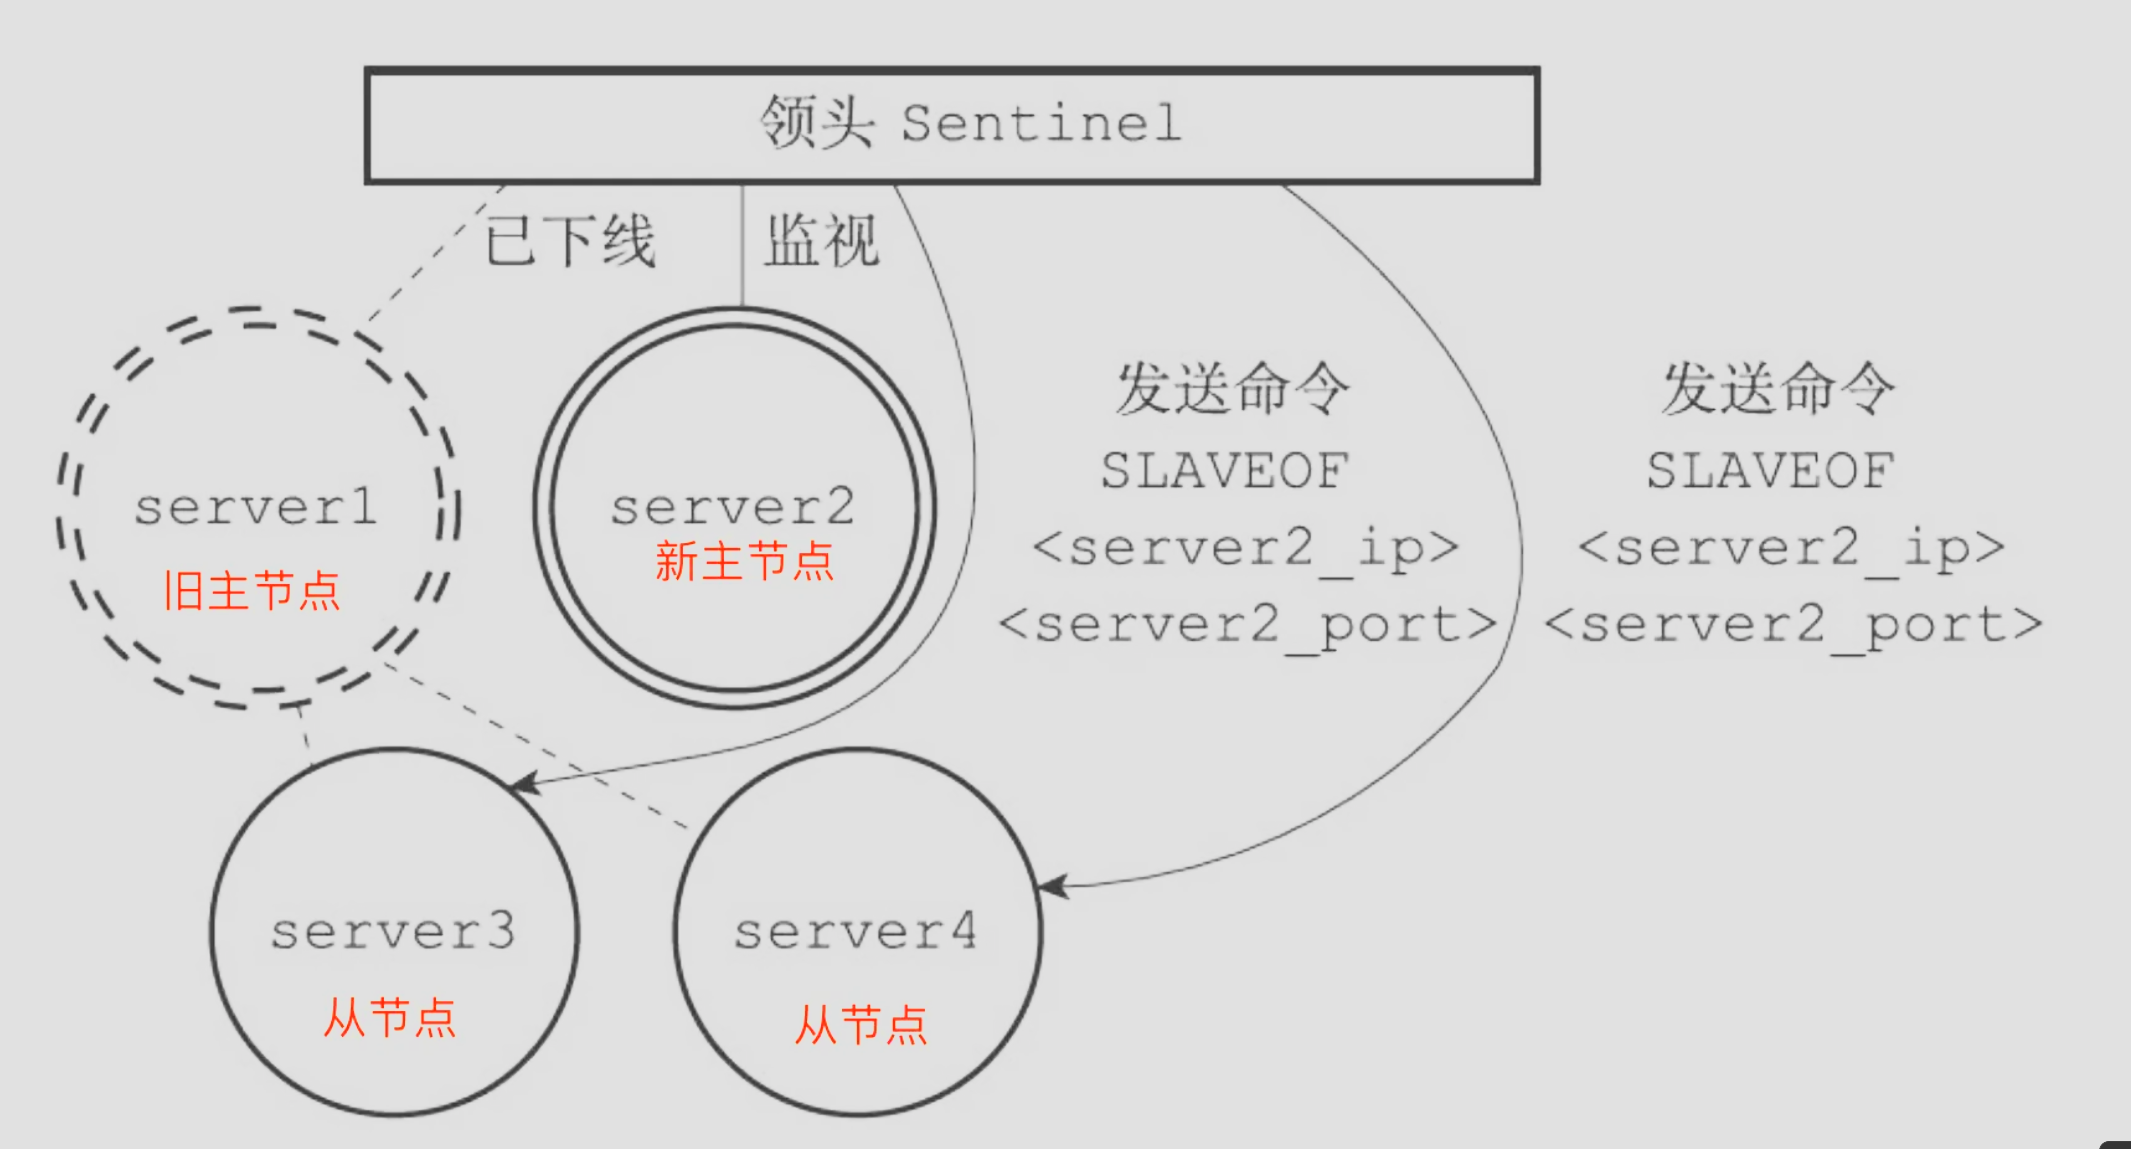 领头 Sentinel
已下线
监视
发送命令
SLAVEOF
<server2_ip>
<server2_port>
发送命令
SLAVEOF
<server2_ip>
<server2_port>
server1
旧主节点
server2
新主节点
server3
从节点
server4
从节点